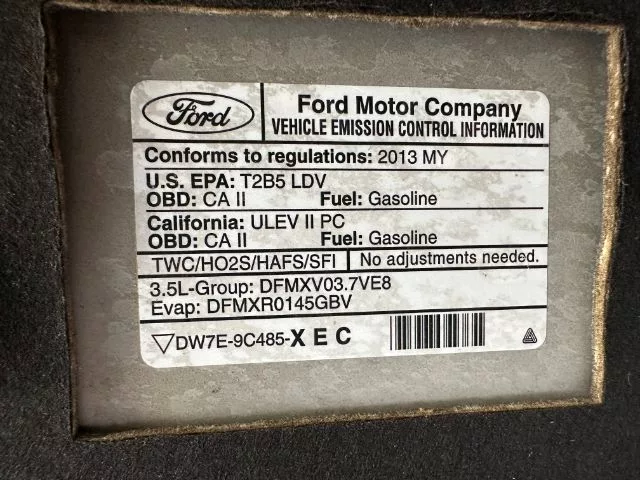 Ford
Ford Motor Company
VEHICLE EMISSION CONTROL INFORMATION
Conforms to regulations: 2013 MY
U.S. EPA: T2B5 LDV
OBD: CA II Fuel: Gasoline
California: ULEV II PC
OBD: CA II Fuel: Gasoline
TWC/HO2S/HAFS/SFI No adjustments needed.
3.5L-Group: DFMXV03.7VE8
Evap: DFMXR0145GBV
DW7E-9C485-X E C